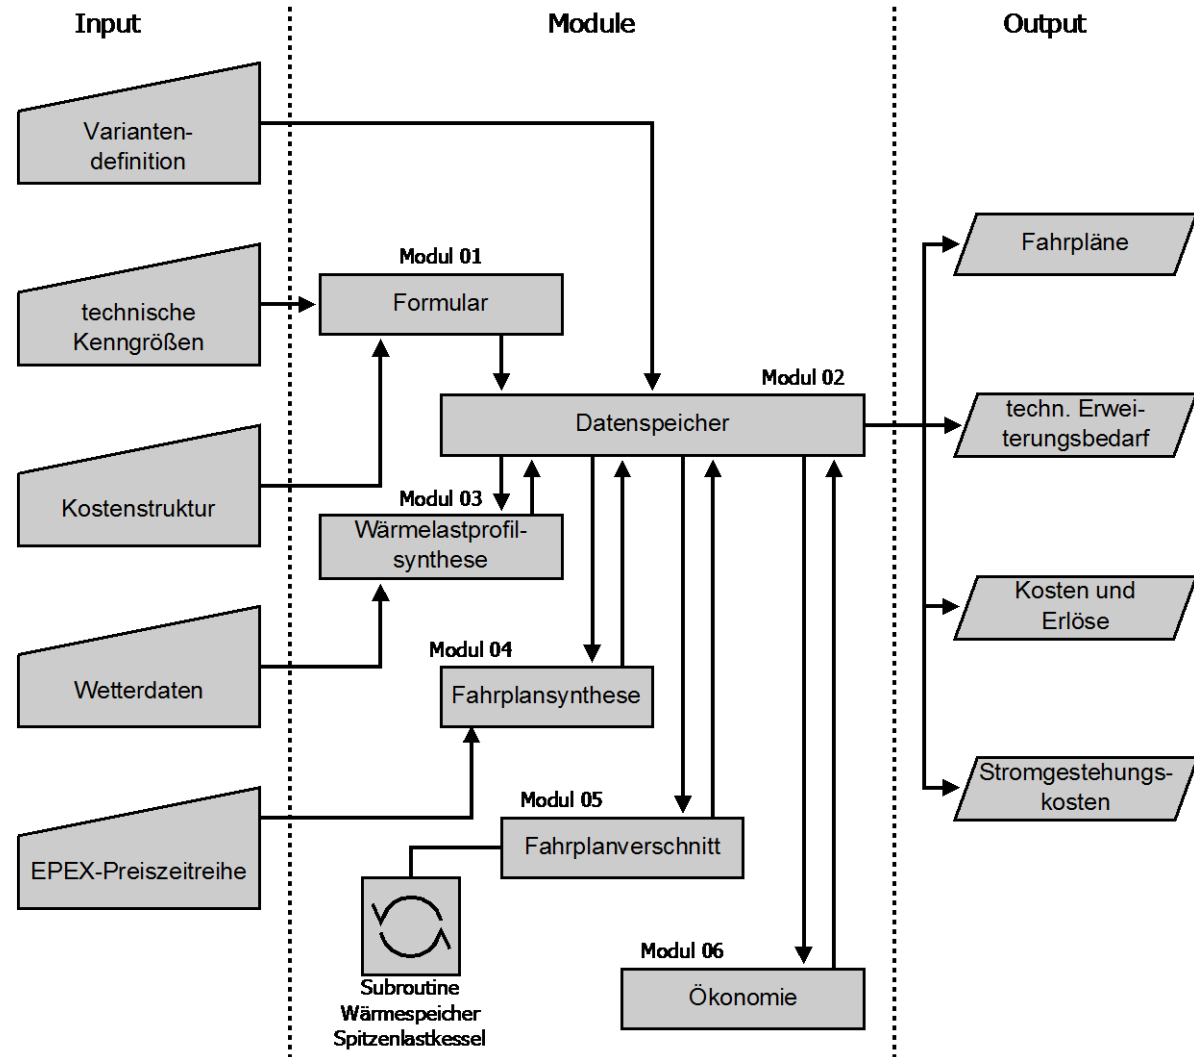 Input
Module
Output
Varianten-
definition
technische
Kenngrößen
Kostenstruktur
Wetterdaten
EPEX-Preiszeitreihe
Modul 01
Formular
Modul 02
Datenspeicher
Modul 03
Wärmelastprofil-
synthese
Modul 04
Fahrplansynthese
Modul 05
Fahrplanverschnitt
Subroutine
Wärmespeicher
Spitzenlastkessel
Modul 06
Ökonomie
Fahrpläne
techn. Erwei-
terungsbedarf
Kosten und
Erlöse
Stromgestehungs-
kosten